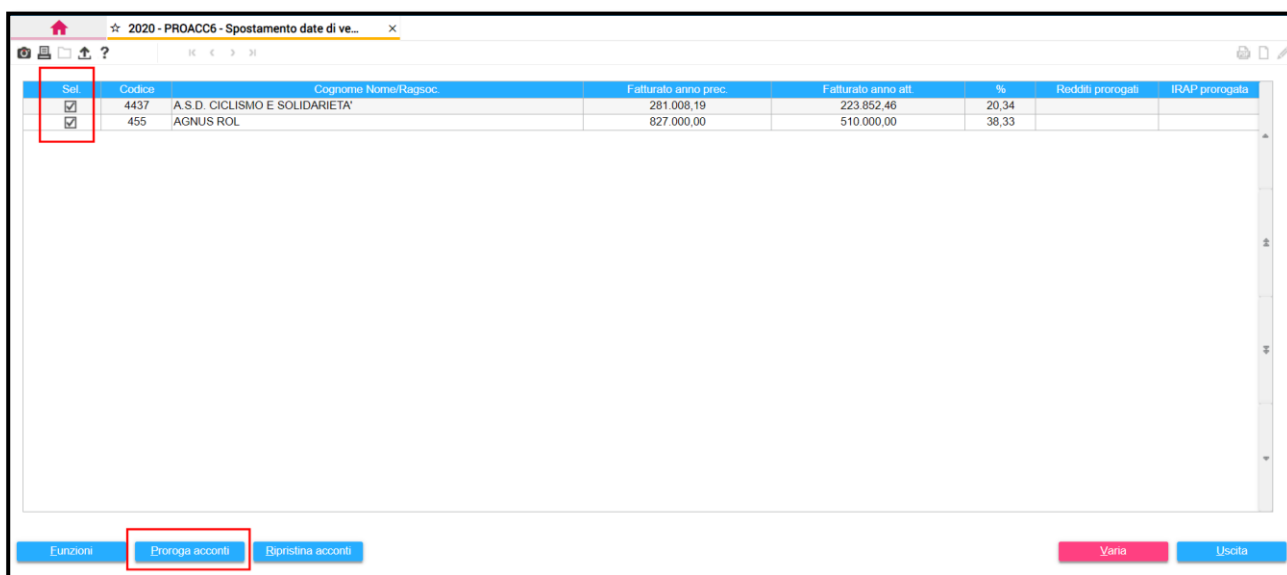 ☆ 2020 - PROACC6 - Spostamento date di ve... ×
?
Sel. Codice Cognome Nome/Ragsoc. Fatturato anno prec. Fatturato anno att. % Redditi prorogati IRAP prorogata
4437 A.S.D. CICLISMO E SOLIDARIETA' 281.008,19 223.852,46 20,34
455 AGNUS ROL 827.000,00 510.000,00 38,33
Funzioni Proroga acconti Ripristina acconti Varia Uscita